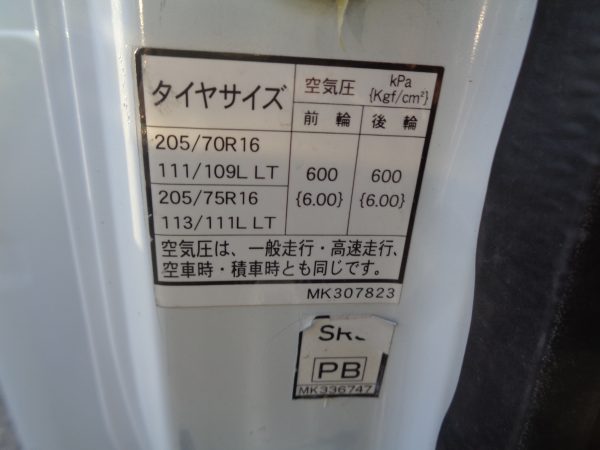 タイヤサイズ
空気圧 kPa {Kgf/cm²}
前輪 後輪
205/70R16
111/109L LT
205/75R16
113/111L LT
600 600
{6.00} {6.00}
空気圧は、一般走行・高速走行、
空車時・積車時とも同じです。
MK307823
PB
MK336747